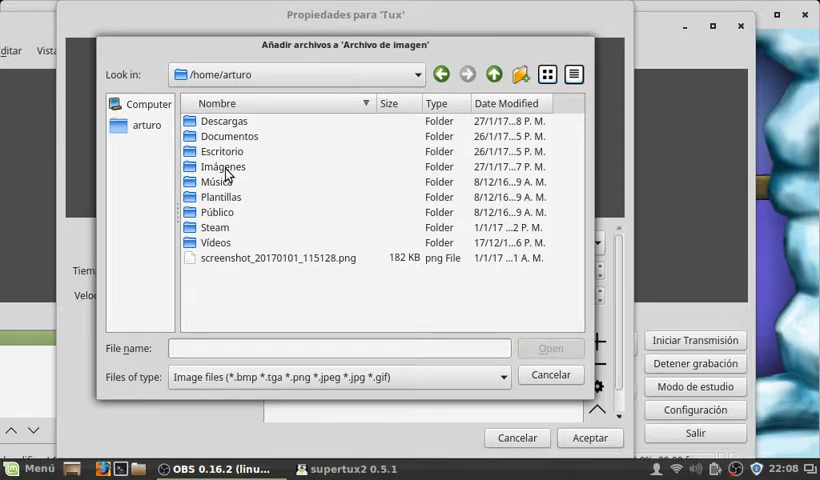 Propiedades para 'Tux'
Añadir archivos a 'Archivo de imagen'
ditar Vista
Look in: /home/arturo
Computer
arturo
Nombre Size Type Date Modified
Descargas Folder 27/1/17...8 P. M.
Documentos Folder 26/1/17...5 P. M.
Escritorio Folder 26/1/17...5 P. M.
Imágenes Folder 27/1/17...7 P. M.
Música Folder 8/12/16...9 A. M.
Plantillas Folder 8/12/16...9 A. M.
Público Folder 8/12/16...9 A. M.
Steam Folder 1/1/17 ...2 P. M.
Vídeos Folder 17/12/1...6 P. M.
screenshot_20170101_115128.png 182 KB png File 1/1/17 ...1 A. M.
Tiem
Veloc
File name: Open
Files of type: Image files (*.bmp *.tga *.png *.jpeg *.jpg *.gif) Cancelar
Iniciar Transmisión
Detener grabación
Modo de estudio
Configuración
Salir
Cancelar Aceptar
Menú OBS 0.16.2 (linu... supertux2 0.5.1 22:08